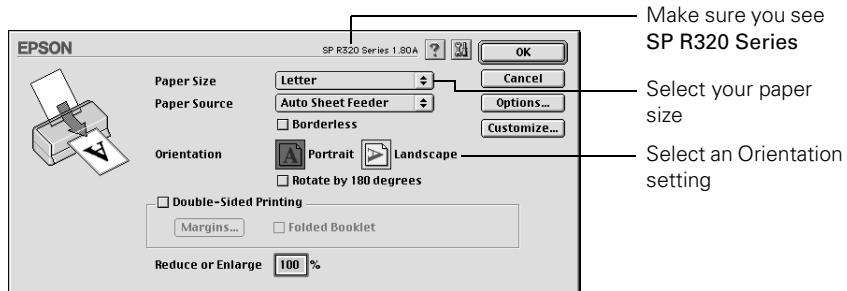 Make sure you see
SP R320 Series
EPSON
SP R320 Series 1.80A
?
OK
Paper Size
Letter
Cancel
Select your paper
size
Paper Source
Auto Sheet Feeder
Options...
Borderless
Customize...
Orientation
A
Portrait
Landscape
Select an Orientation
setting
Rotate by 180 degrees
Double-Sided Printing
Margins...
Folded Booklet
Reduce or Enlarge
100 %
A